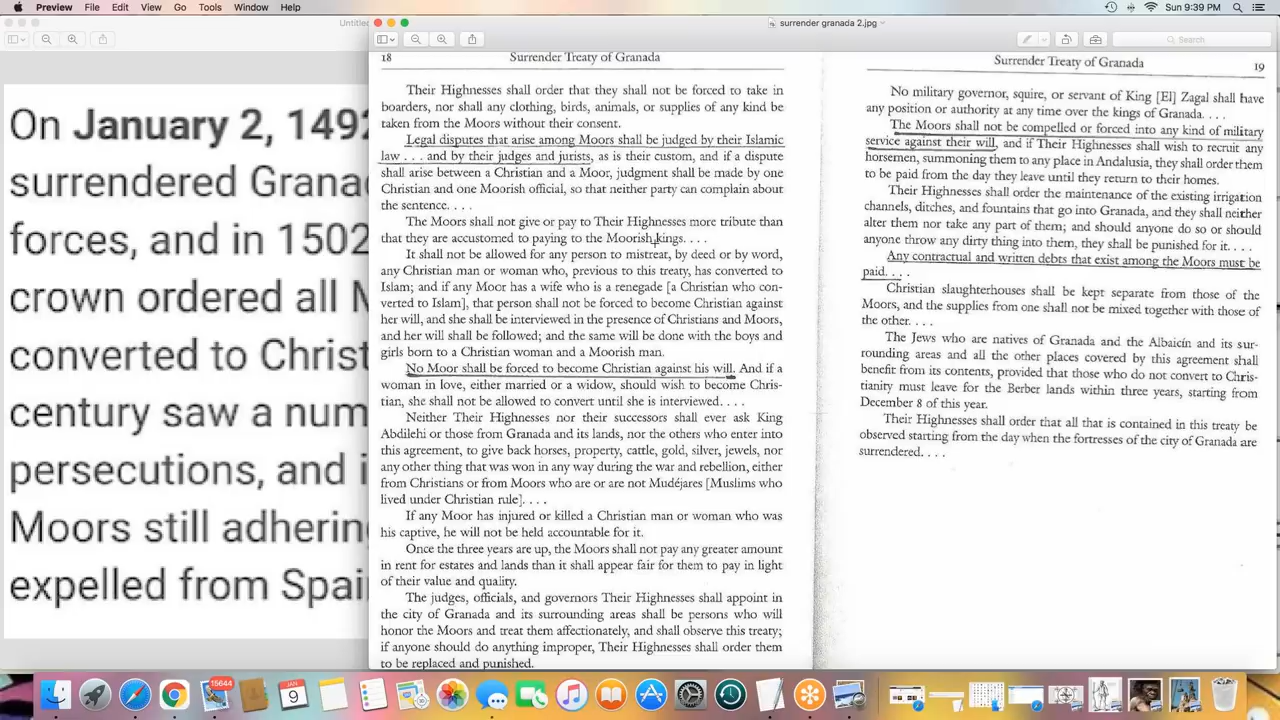 Preview File Edit View Go Tools Window Help
Sun 9:39 PM
Untitled
surrender granada 2.jpg
Search
On January 2, 1492
surrendered Grana
forces, and in 1502
crown ordered all M
converted to Christ
century saw a num
persecutions, and i
Moors still adherin
expelled from Spai
18 Surrender Treaty of Granada
Their Highnesses shall order that they shall not be forced to take in
boarders, nor shall any clothing, birds, animals, or supplies of any kind be
taken from the Moors without their consent.
Legal disputes that arise among Moors shall be judged by their Islamic
law . . . and by their judges and jurists, as is their custom, and if a dispute
shall arise between a Christian and a Moor, judgment shall be made by one
Christian and one Moorish official, so that neither party can complain about
the sentence. . . .
The Moors shall not give or pay to Their Highnesses more tribute than
that they are accustomed to paying to the Moorish kings. . . .
It shall not be allowed for any person to mistreat, by deed or by word,
any Christian man or woman who, previous to this treaty, has converted to
Islam; and if any Moor has a wife who is a renegade [a Christian who con-
verted to Islam], that person shall not be forced to become Christian against
her will, and she shall be interviewed in the presence of Christians and Moors,
and her will shall be followed; and the same will be done with the boys and
girls born to a Christian woman and a Moorish man.
No Moor shall be forced to become Christian against his will. And if a
woman in love, either married or a widow, should wish to become Chris-
tian, she shall not be allowed to convert until she is interviewed. . . .
Neither Their Highnesses nor their successors shall ever ask King
Abdilehi or those from Granada and its lands, nor the others who enter into
this agreement, to give back horses, property, cattle, gold, silver, jewels, nor
any other thing that was won in any way during the war and rebellion, either
from Christians or from Moors who are or are not Mudéjares [Muslims who
lived under Christian rule]. . . .
If any Moor has injured or killed a Christian man or woman who was
his captive, he will not be held accountable for it.
Once the three years are up, the Moors shall not pay any greater amount
in rent for estates and lands than it shall appear fair for them to pay in light
of their value and quality.
The judges, officials, and governors Their Highnesses shall appoint in
the city of Granada and its surrounding areas shall be persons who will
honor the Moors and treat them affectionately, and shall observe this treaty;
if anyone should do anything improper, Their Highnesses shall order them
to be replaced and punished.
Surrender Treaty of Granada 19
No military governor, squire, or servant of King [El] Zagal shall have
any position or authority at any time over the kings of Granada. . . .
The Moors shall not be compelled or forced into any kind of military
service against their will, and if Their Highnesses shall wish to recruit any
horsemen, summoning them to any place in Andalusia, they shall order them
to be paid from the day they leave until they return to their homes.
Their Highnesses shall order the maintenance of the existing irrigation
channels, ditches, and fountains that go into Granada, and they shall neither
alter them nor take any part of them; and should anyone do so or should
anyone throw any dirty thing into them, they shall be punished for it. . . .
Any contractual and written debts that exist among the Moors must be
paid. . . .
Christian slaughterhouses shall be kept separate from those of the
Moors, and the supplies from one shall not be mixed together with those of
the other. . . .
The Jews who are natives of Granada and the Albaicín and its sur-
rounding areas and all the other places covered by this agreement shall
benefit from its contents, provided that those who do not convert to Chris-
tianity must leave for the Berber lands within three years, starting from
December 8 of this year.
Their Highnesses shall order that all that is contained in this treaty be
observed starting from the day when the fortresses of the city of Granada are
surrendered. . . .
15644
JAN
9